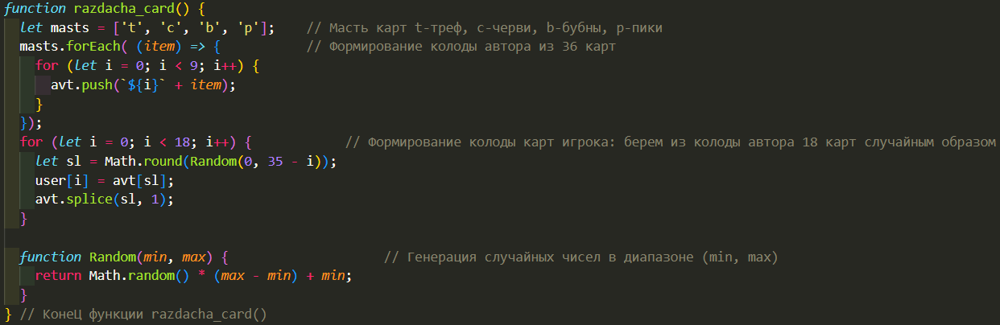 function razdacha_card() {
  let masts = ['t', 'c', 'b', 'p'];    // Масть карт t-треф, c-черви, b-бубны, p-пики
  masts.forEach( (item) => {           // Формирование колоды автора из 36 карт
    for (let i = 0; i < 9; i++) {
      avt.push(`${i}` + item);
    }
  });
  for (let i = 0; i < 18; i++) {            // Формирование колоды карт игрока: берем из колоды автора 18 карт случайным образом
    let sl = Math.round(Random(0, 35 - i));
    user[i] = avt[sl];
    avt.splice(sl, 1);
  }

  function Random(min, max) {                    // Генерация случайных чисел в диапазоне (min, max)
    return Math.random() * (max - min) + min;
  }
} // КонеЦ функции razdacha_card()